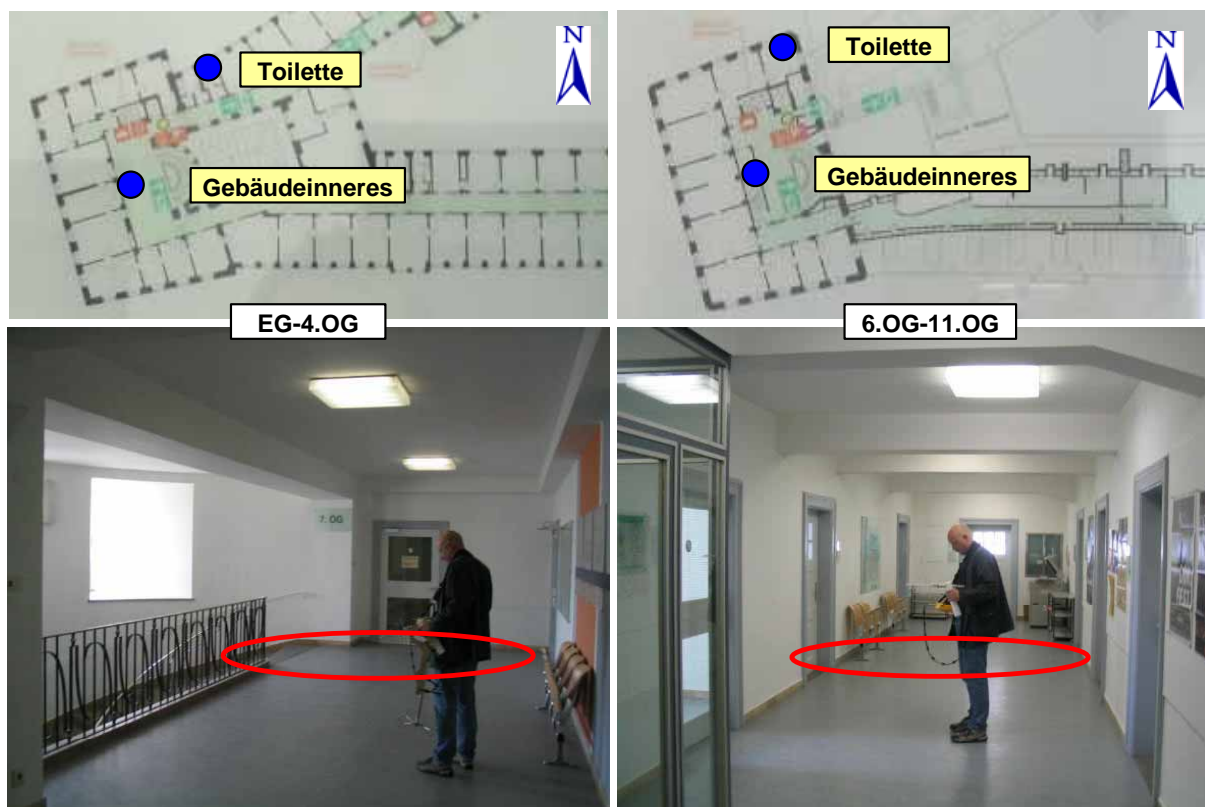 N
Toilette
Gebäudeinneres
N
Toilette
Gebäudeinneres
EG-4.OG
6.OG-11.OG
7. OG